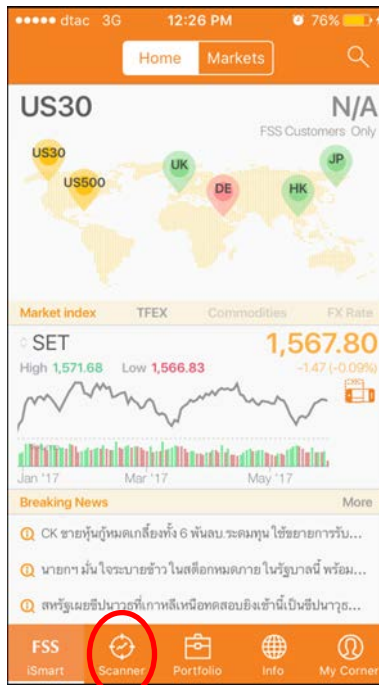 dtac 3G 12:26 PM 76%
Home Markets
US30 N/A
FSS Customers Only
US30
US500
UK
DE
HK
JP
Market index TFEX Commodities FX Rate
SET 1,567.80
High 1,571.68 Low 1,566.83 -1.47 (-0.09%)
Jan '17 Mar '17 May '17
Breaking News More
CK ขายหุ้นกู้หมดเกลี้ยงทั้ง 6 พันลบ.ระดมทุน ใช้ขยายการรับ...
นายกฯ มั่นใจระบายข้าวในสต็อกหมดภายในรัฐบาลนี้ พร้อม...
สหรัฐเผยขีปนาวุธที่เกาหลีเหนือทดสอบยิงเช้านี้เป็นขีปนาวุธ...
FSS
iSmart Scanner Portfolio Info My Corner